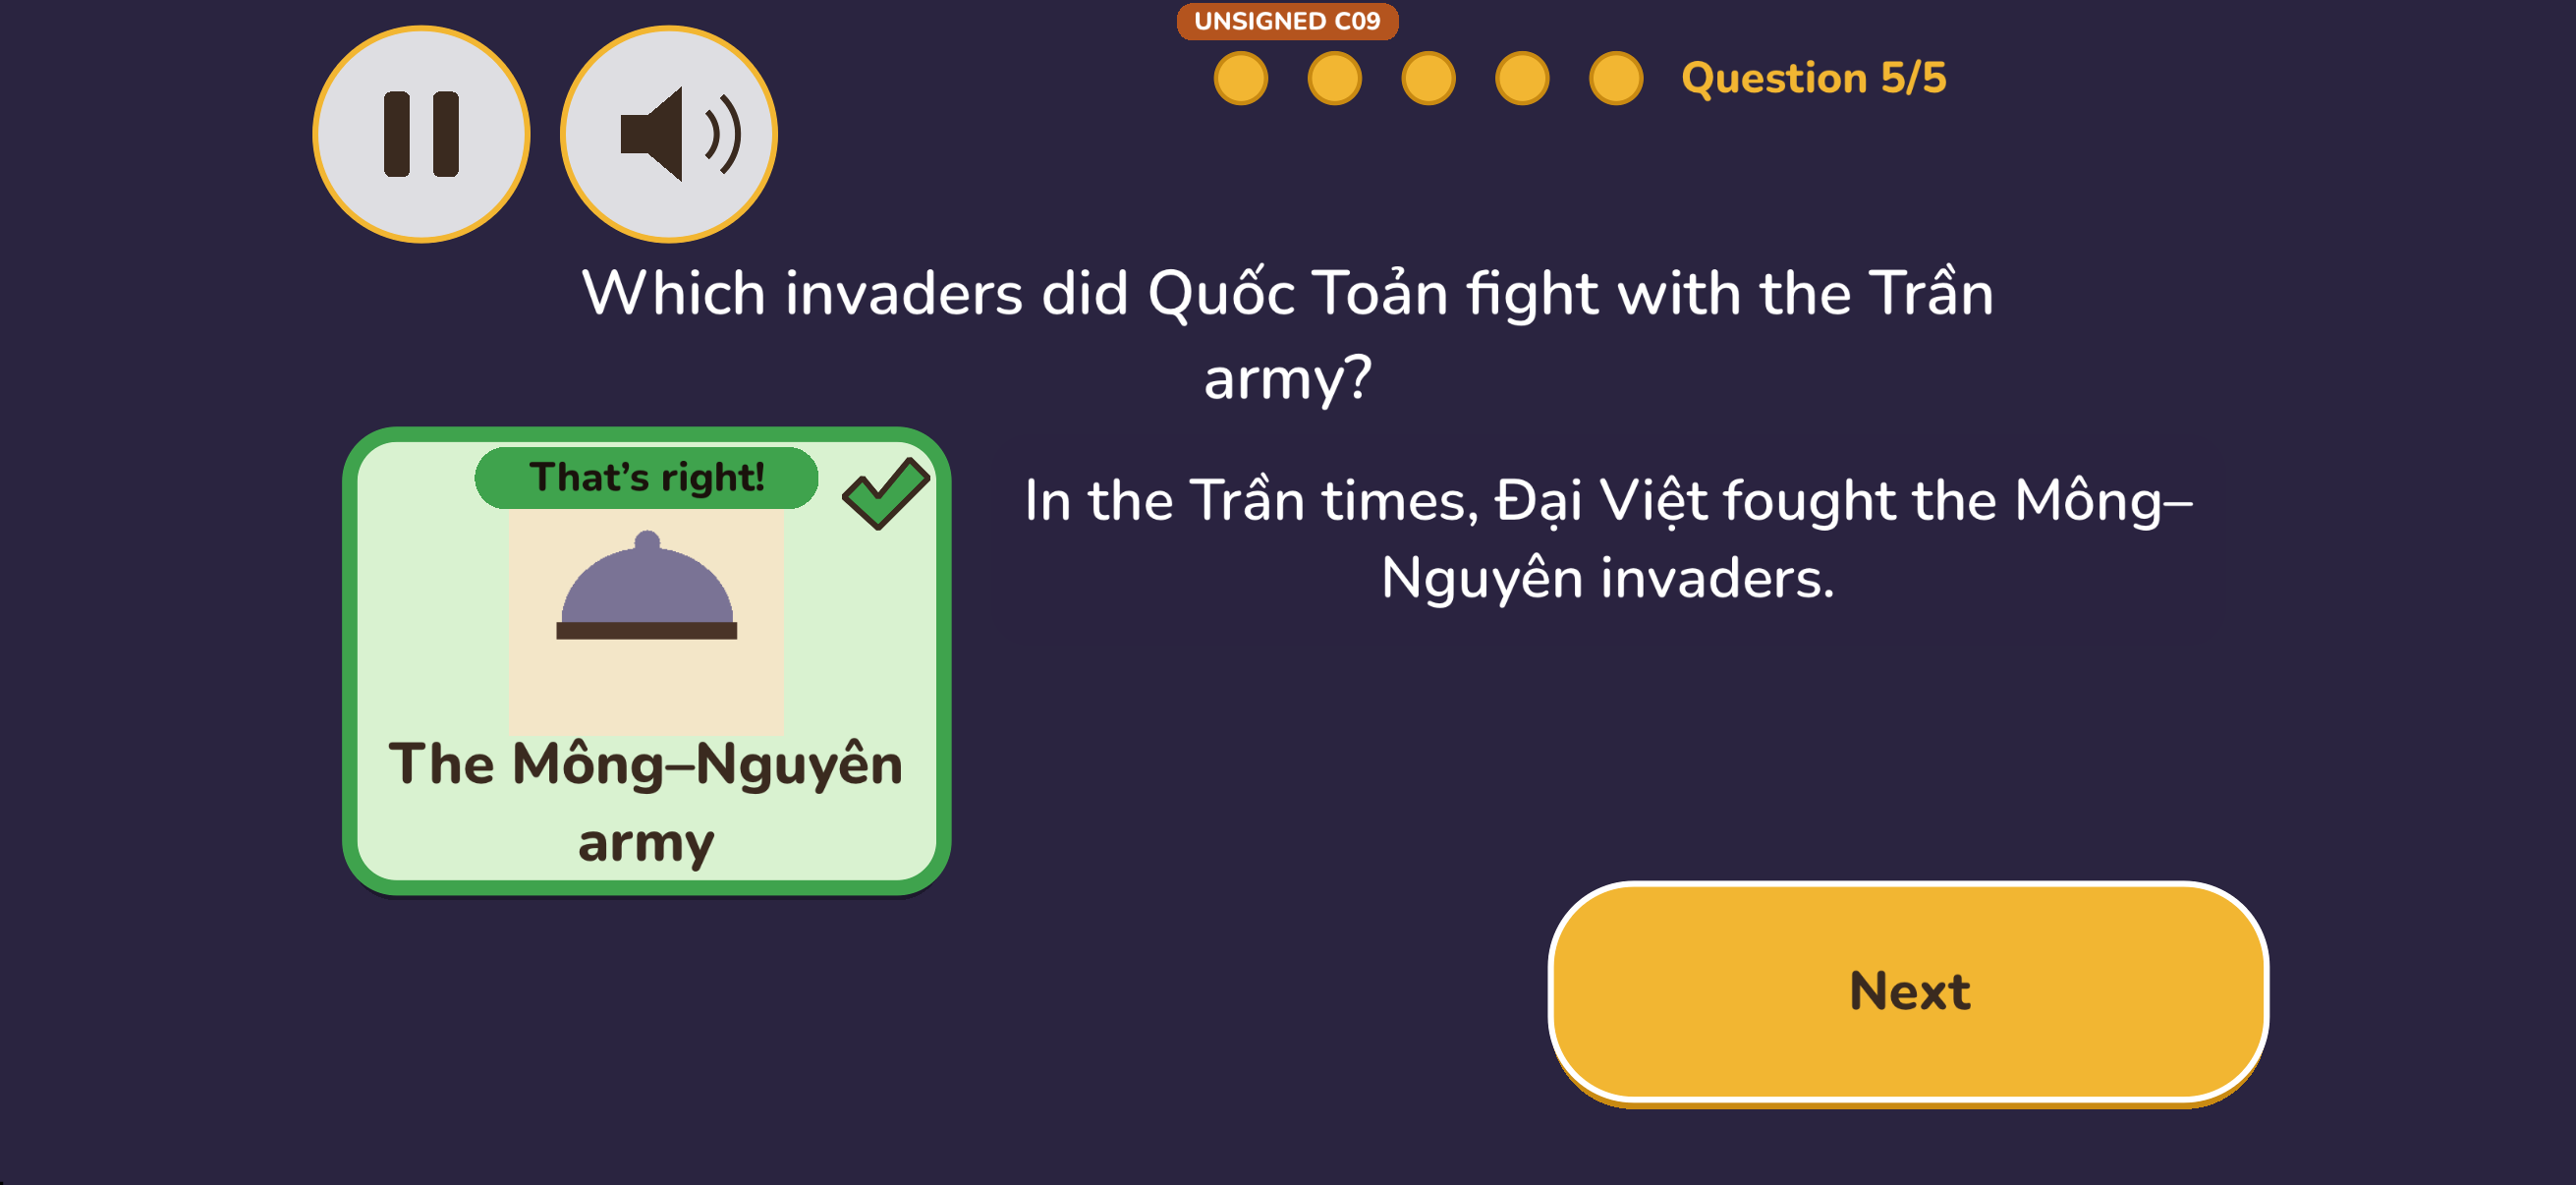 UNSIGNED C09
Question 5/5
Which invaders did Quốc Toản fight with the Trần
army?
That's right!
The Mông–Nguyên
army
In the Trần times, Đại Việt fought the Mông–
Nguyên invaders.
Next